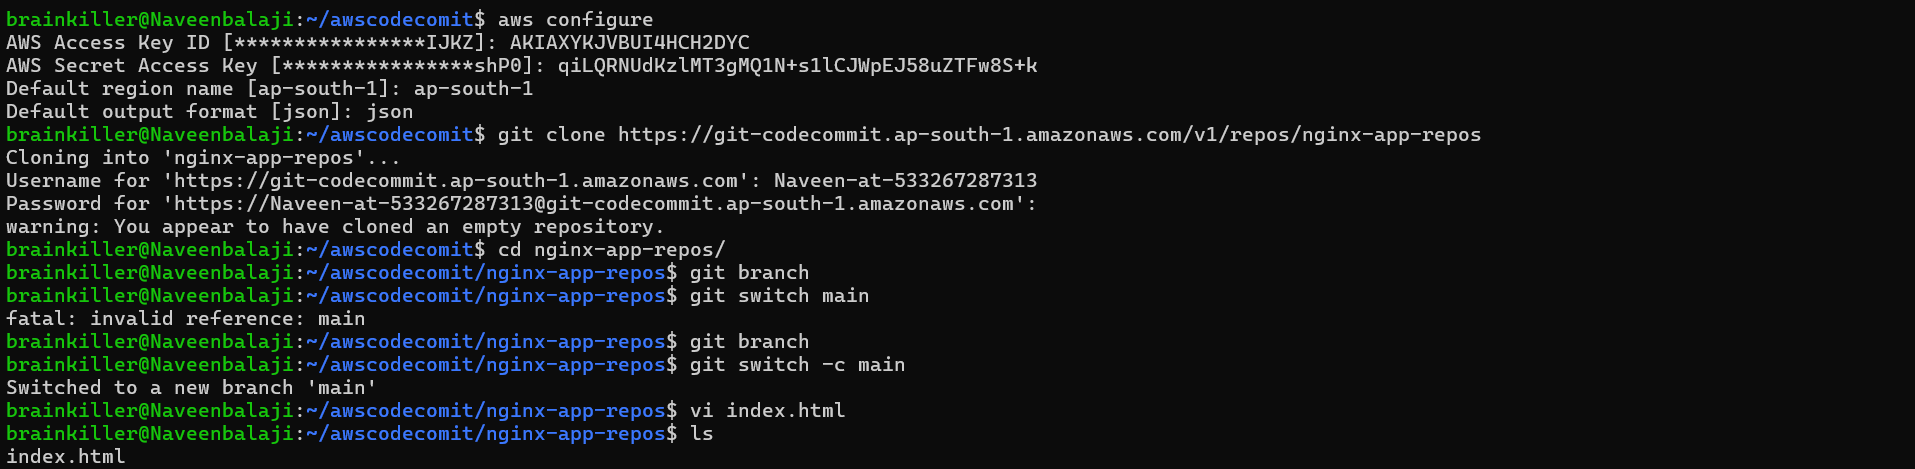 brainkiller@Naveenbalaji:~/awscodecomit$ aws configure
AWS Access Key ID [****************IJKZ]: AKIAXYKJVBUI4HCH2DYC
AWS Secret Access Key [****************shP0]: 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
Default region name [ap-south-1]: ap-south-1
Default output format [json]: json
brainkiller@Naveenbalaji:~/awscodecomit$ git clone https://git-codecommit.ap-south-1.amazonaws.com/v1/repos/nginx-app-repos
Cloning into 'nginx-app-repos'...
Username for 'https://git-codecommit.ap-south-1.amazonaws.com': Naveen-at-533267287313
Password for 'https://Naveen-at-533267287313@git-codecommit.ap-south-1.amazonaws.com':
warning: You appear to have cloned an empty repository.
brainkiller@Naveenbalaji:~/awscodecomit$ cd nginx-app-repos/
brainkiller@Naveenbalaji:~/awscodecomit/nginx-app-repos$ git branch
brainkiller@Naveenbalaji:~/awscodecomit/nginx-app-repos$ git switch main
fatal: invalid reference: main
brainkiller@Naveenbalaji:~/awscodecomit/nginx-app-repos$ git branch
brainkiller@Naveenbalaji:~/awscodecomit/nginx-app-repos$ git switch -c main
Switched to a new branch 'main'
brainkiller@Naveenbalaji:~/awscodecomit/nginx-app-repos$ vi index.html
brainkiller@Naveenbalaji:~/awscodecomit/nginx-app-repos$ ls
index.html